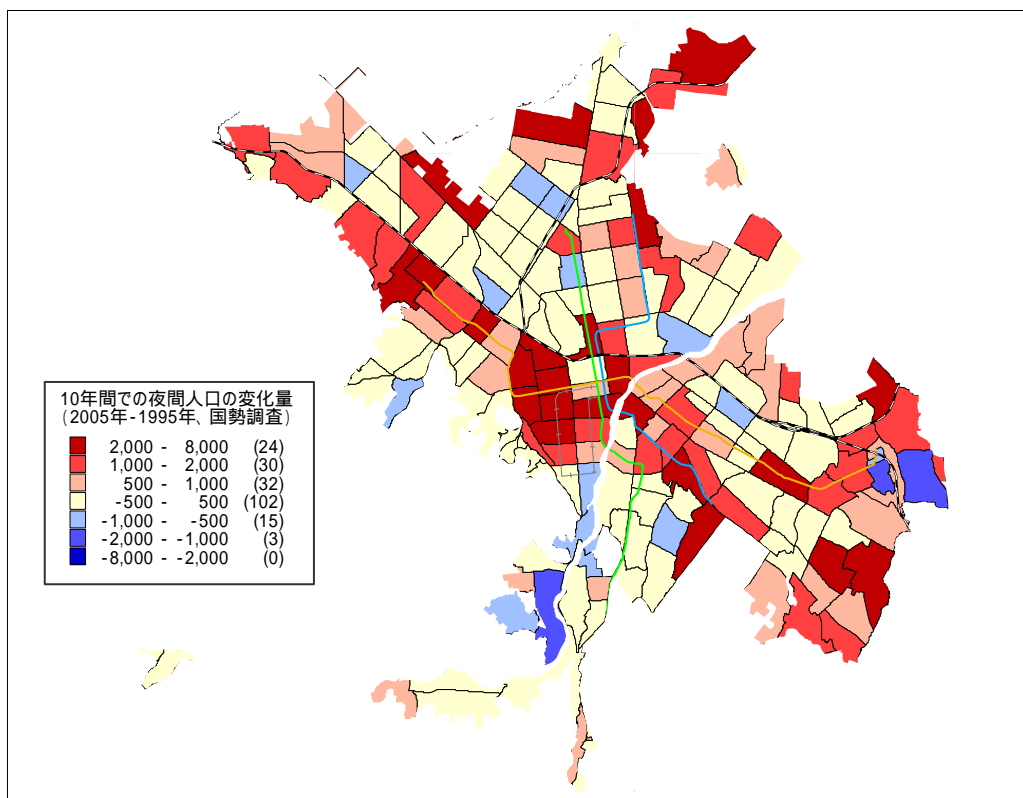 10年間での夜間人口の変化量
(2005年-1995年、国勢調査)
2,000 - 8,000 (24)
1,000 - 2,000 (30)
500 - 1,000 (32)
-500 - 500 (102)
-1,000 - -500 (15)
-2,000 - -1,000 (3)
-8,000 - -2,000 (0)